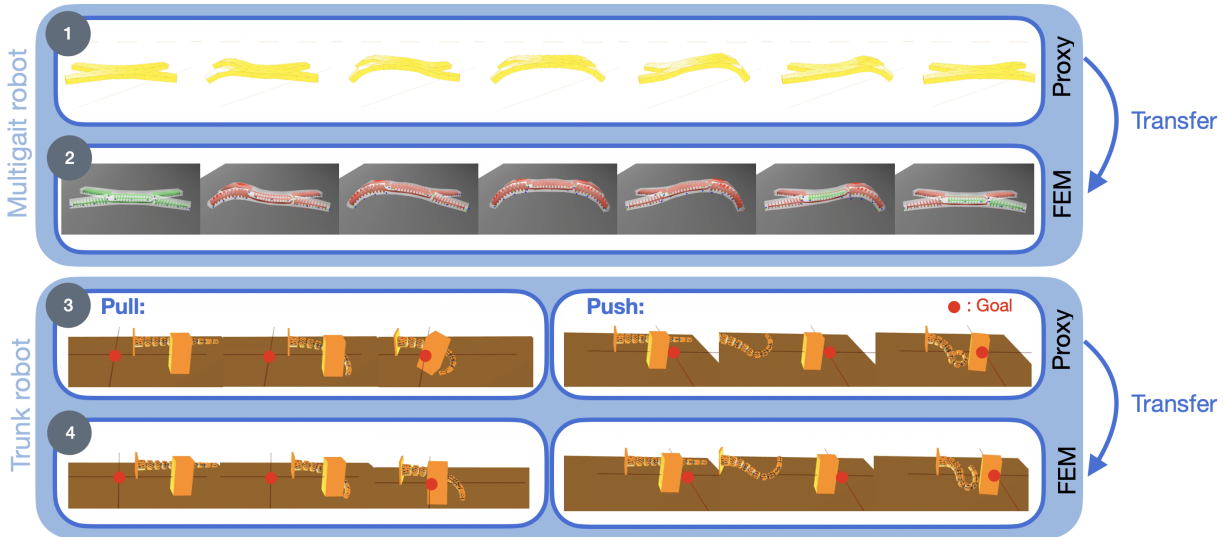 Multigait robot
1
Proxy
2
FEM
Transfer
Trunk robot
3
Pull:
Push:
: Goal
Proxy
4
FEM
Transfer